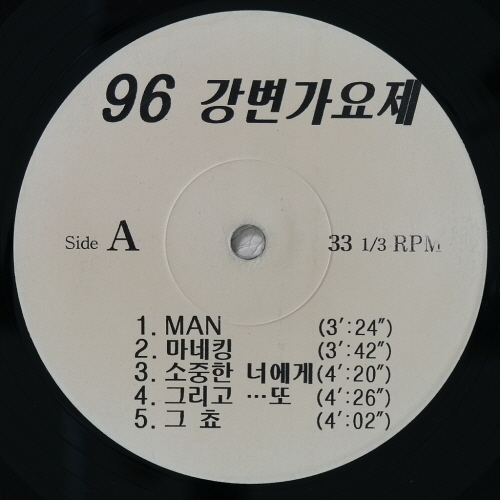 96 강변가요제
Side A 33 1/3 RPM
1. MAN (3':24")
2. 마네킹 (3':42")
3. 소중한 너에게 (4':20")
4. 그리고 …또 (4':26")
5. 그 쵸 (4':02")